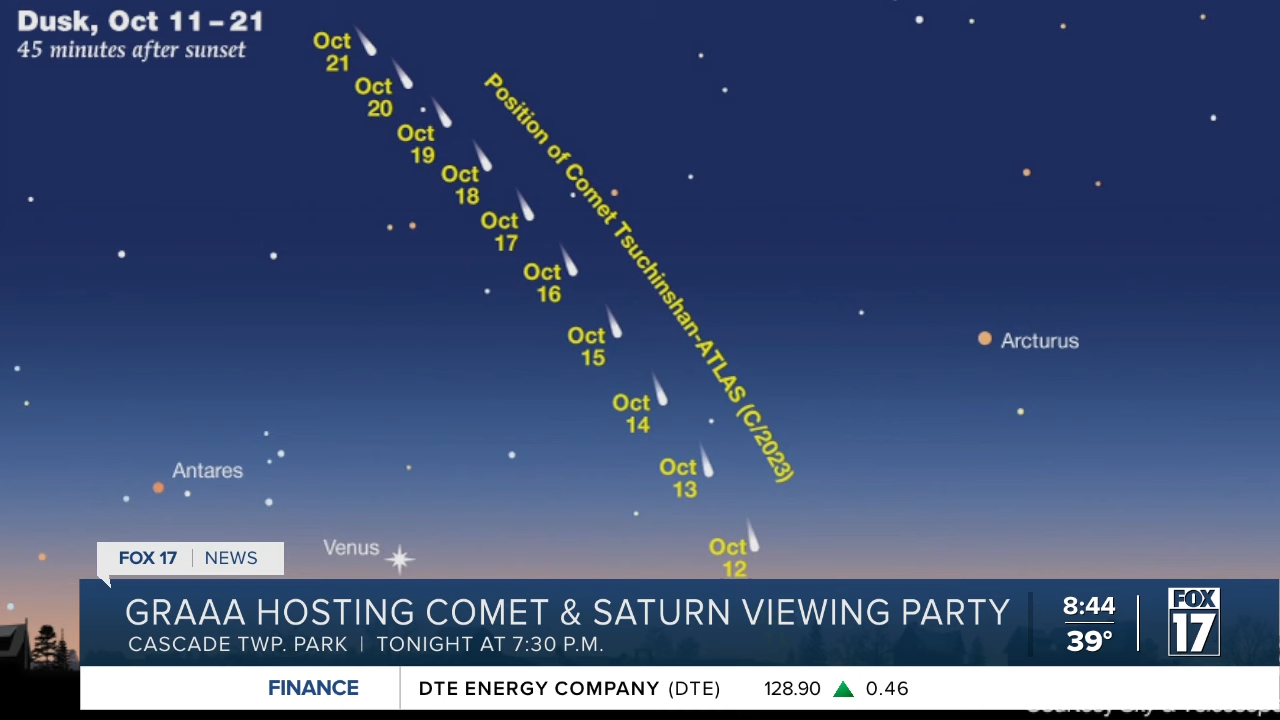 Dusk, Oct 11 – 21
45 minutes after sunset
Oct
21
Oct
20
Oct
19
Oct
18
Oct
17
Oct
16
Oct
15
Oct
14
Oct
13
Oct
12
Position of Comet Tsuchinshan-ATLAS (C/2023)
Arcturus
Antares
Venus
FOX 17 | NEWS
GRAAA HOSTING COMET & SATURN VIEWING PARTY
CASCADE TWP. PARK | TONIGHT AT 7:30 P.M.
8:44
39°
FOX
17
FINANCE
DTE ENERGY COMPANY (DTE) 128.90 ▲ 0.46